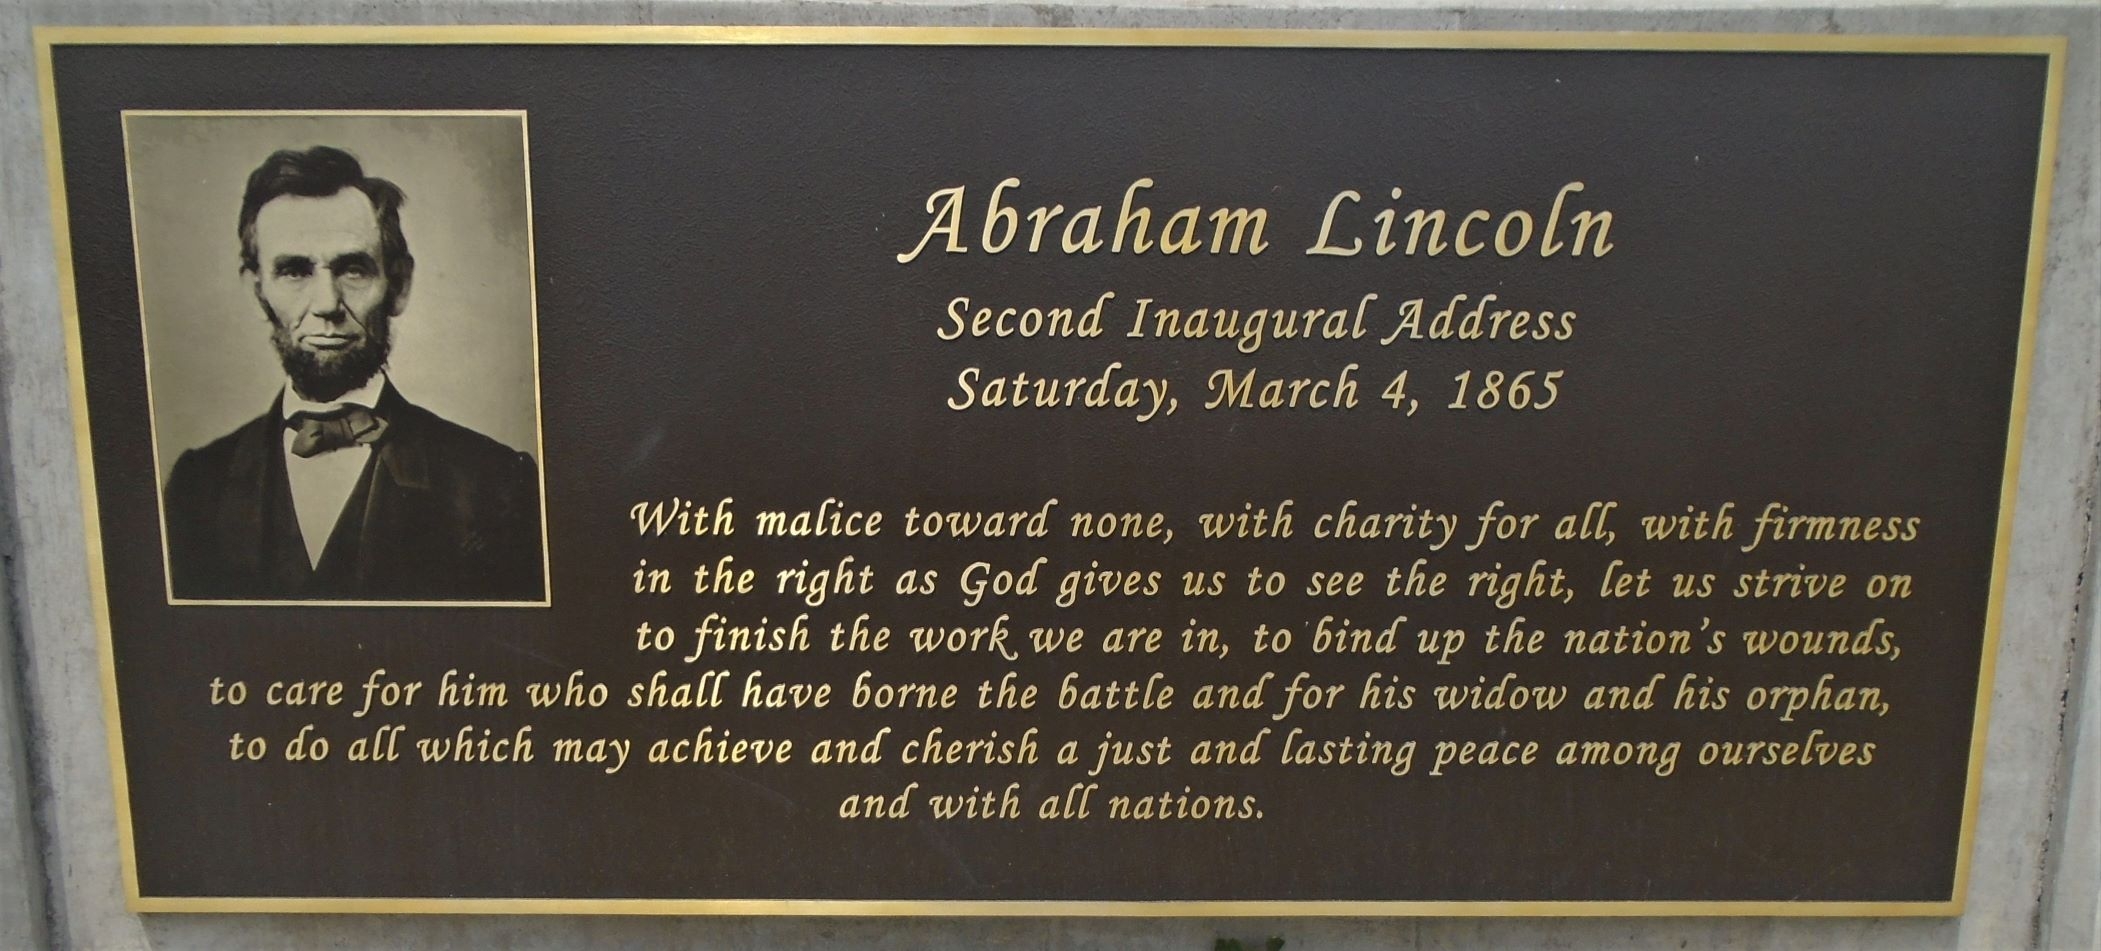 Abraham Lincoln
Second Inaugural Address
Saturday, March 4, 1865
With malice toward none, with charity for all, with firmness
in the right as God gives us to see the right, let us strive on
to finish the work we are in, to bind up the nation's wounds,
to care for him who shall have borne the battle and for his widow and his orphan,
to do all which may achieve and cherish a just and lasting peace among ourselves
and with all nations.